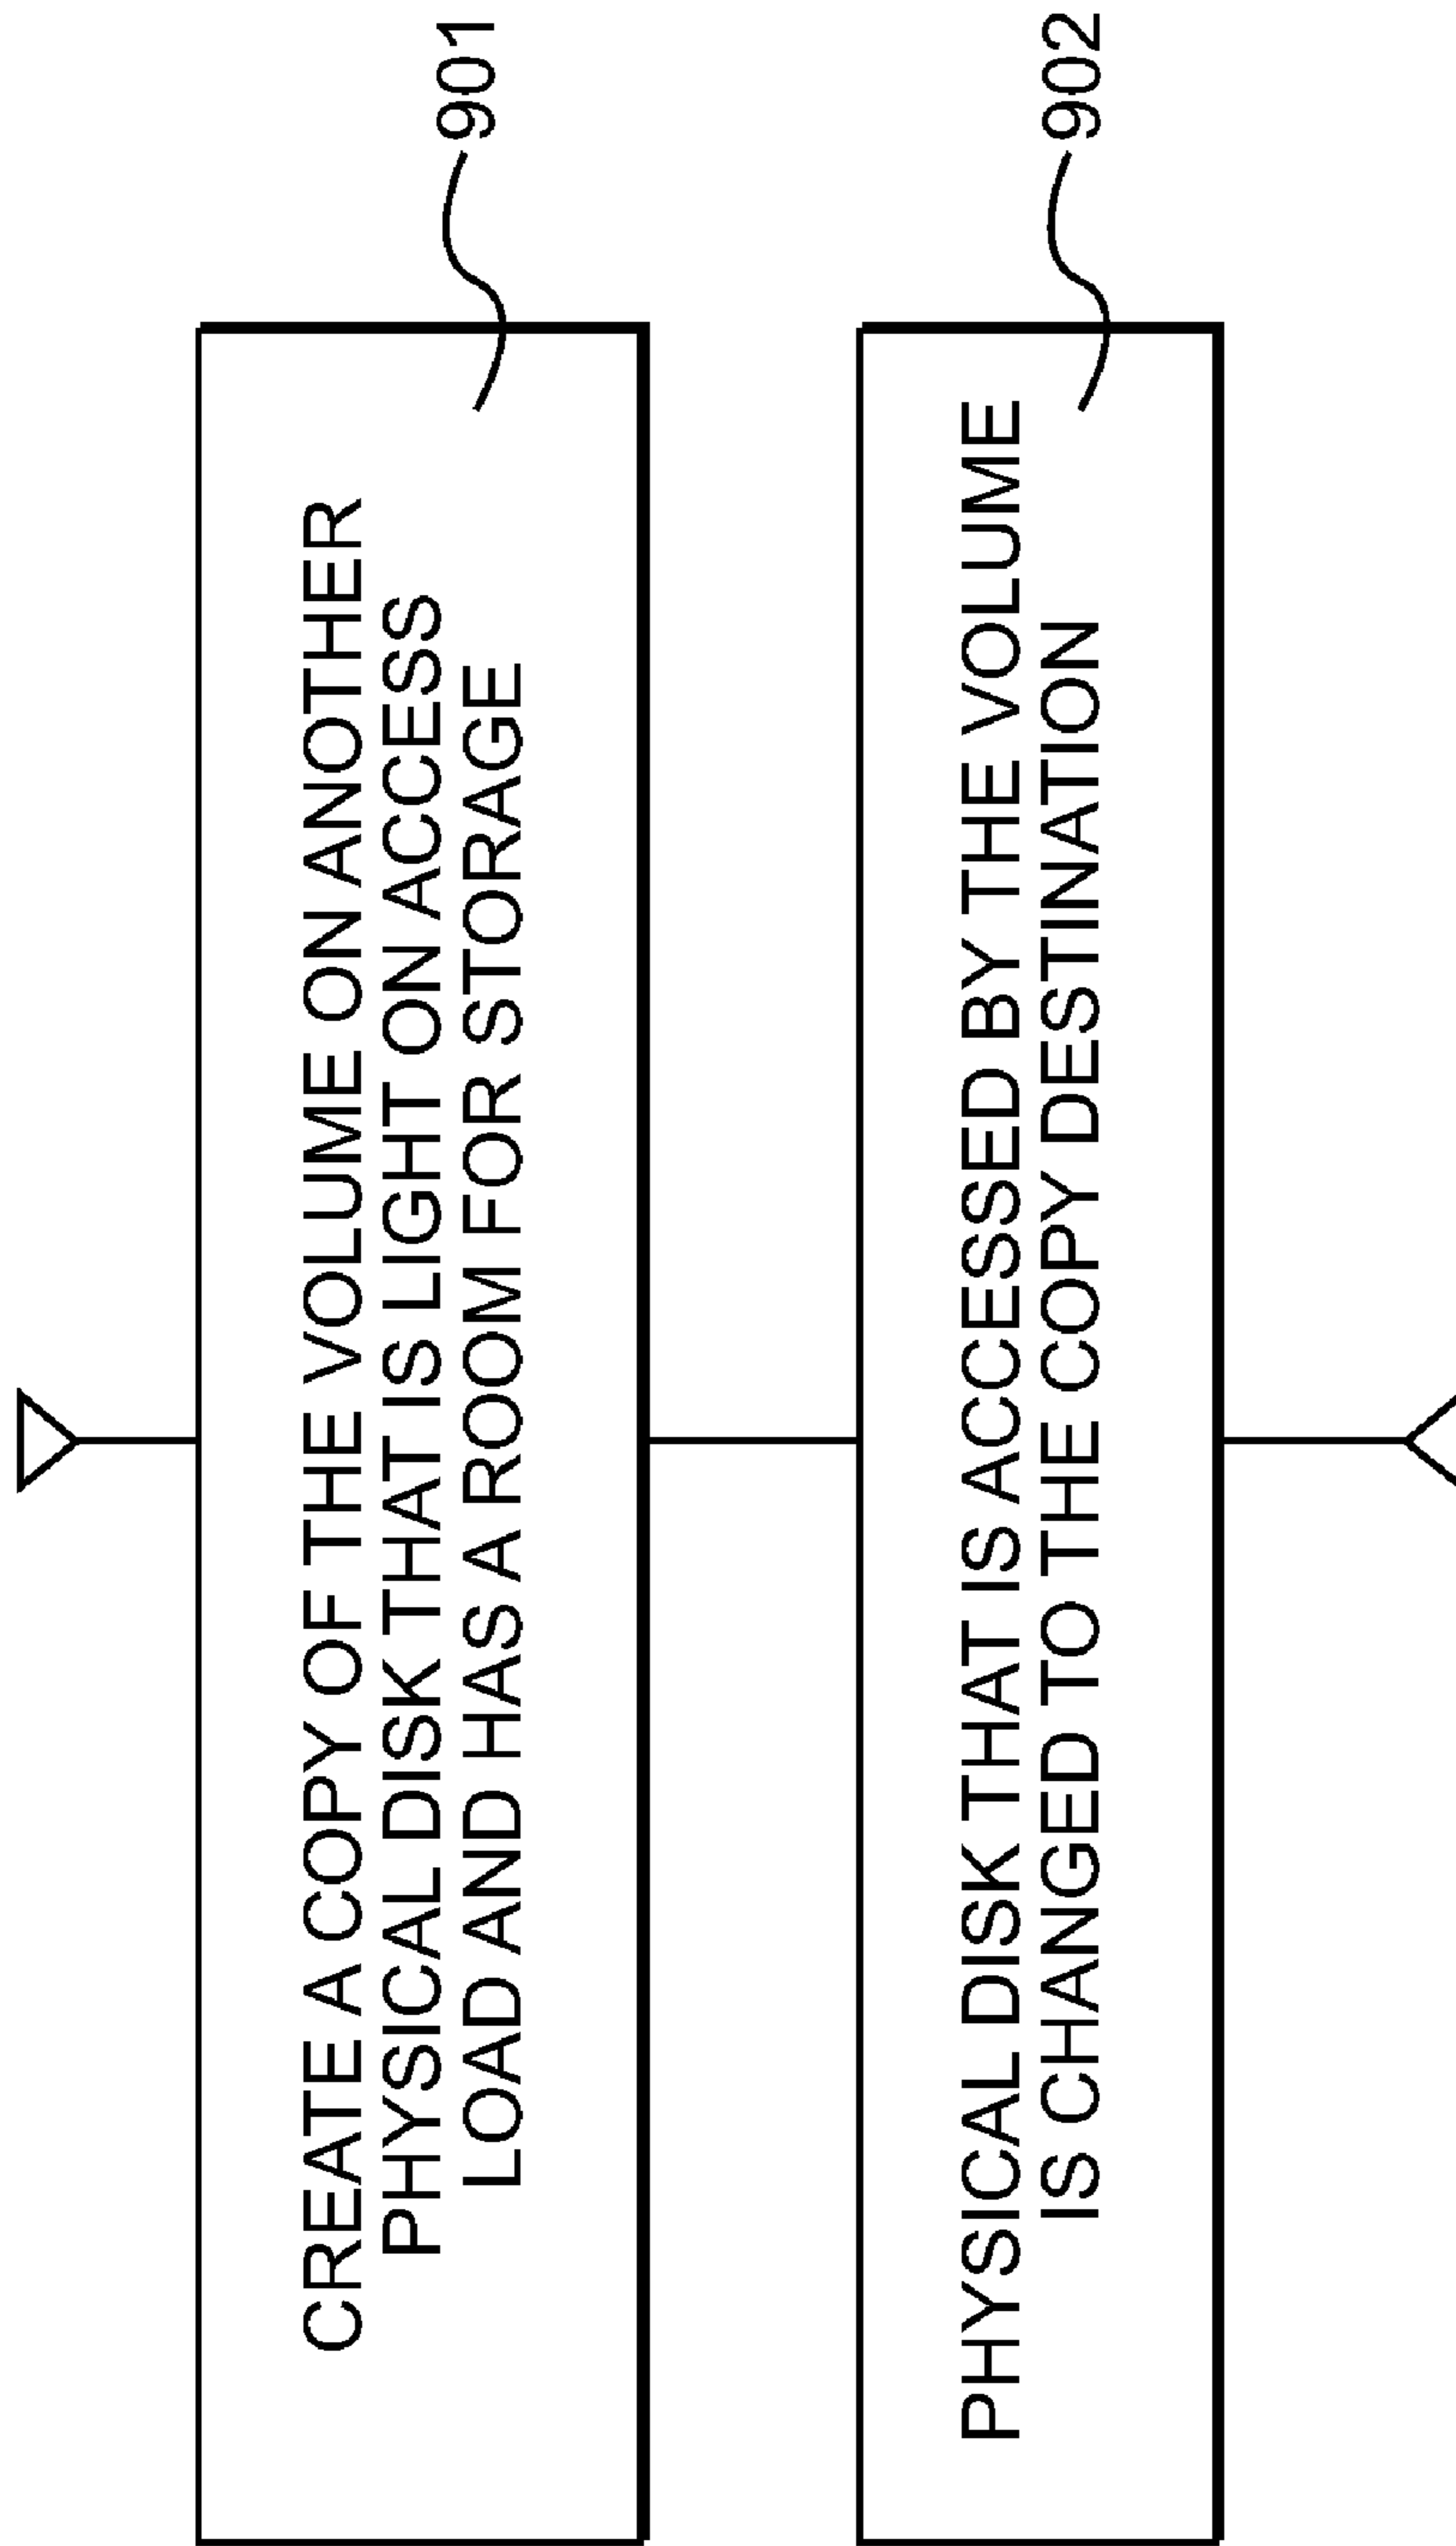 CREATE A COPY OF THE VOLUME ON ANOTHER
PHYSICAL DISK THAT IS LIGHT ON ACCESS
LOAD AND HAS A ROOM FOR STORAGE
901
PHYSICAL DISK THAT IS ACCESSED BY THE VOLUME
IS CHANGED TO THE COPY DESTINATION
902